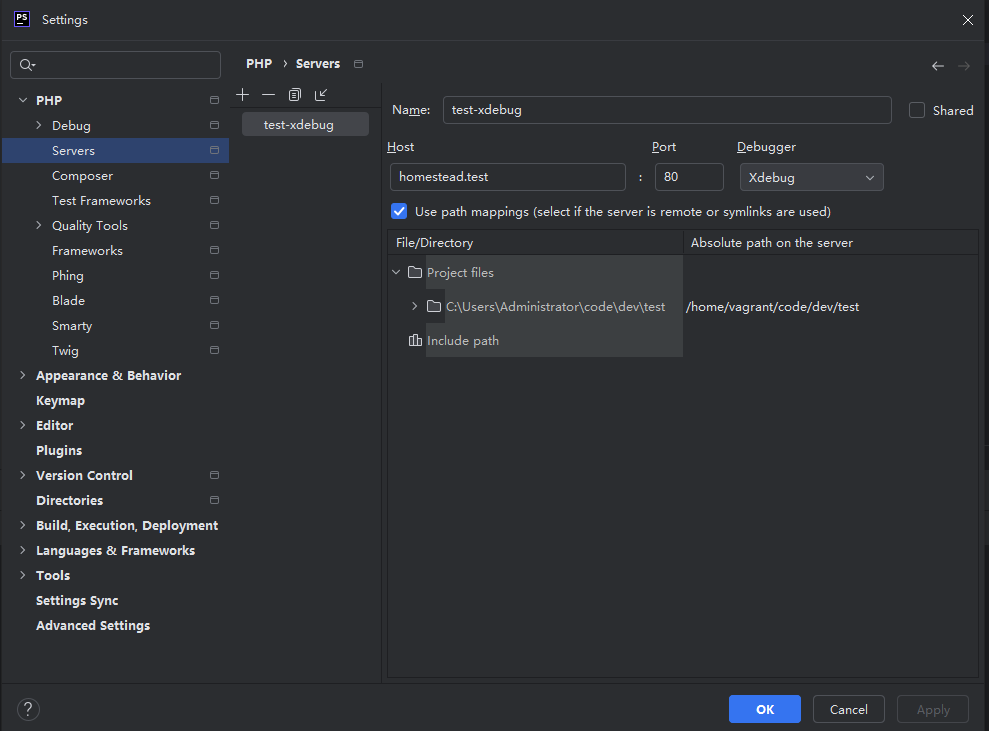 PS Settings
PHP › Servers
PHP
Debug
Servers
Composer
Test Frameworks
Quality Tools
Frameworks
Phing
Blade
Smarty
Twig
Appearance & Behavior
Keymap
Editor
Plugins
Version Control
Directories
Build, Execution, Deployment
Languages & Frameworks
Tools
Settings Sync
Advanced Settings
test-xdebug
Name: test-xdebug Shared
Host Port Debugger
homestead.test : 80 Xdebug
Use path mappings (select if the server is remote or symlinks are used)
File/Directory Absolute path on the server
Project files
C:\Users\Administrator\code\dev\test /home/vagrant/code/dev/test
Include path
? OK Cancel Apply